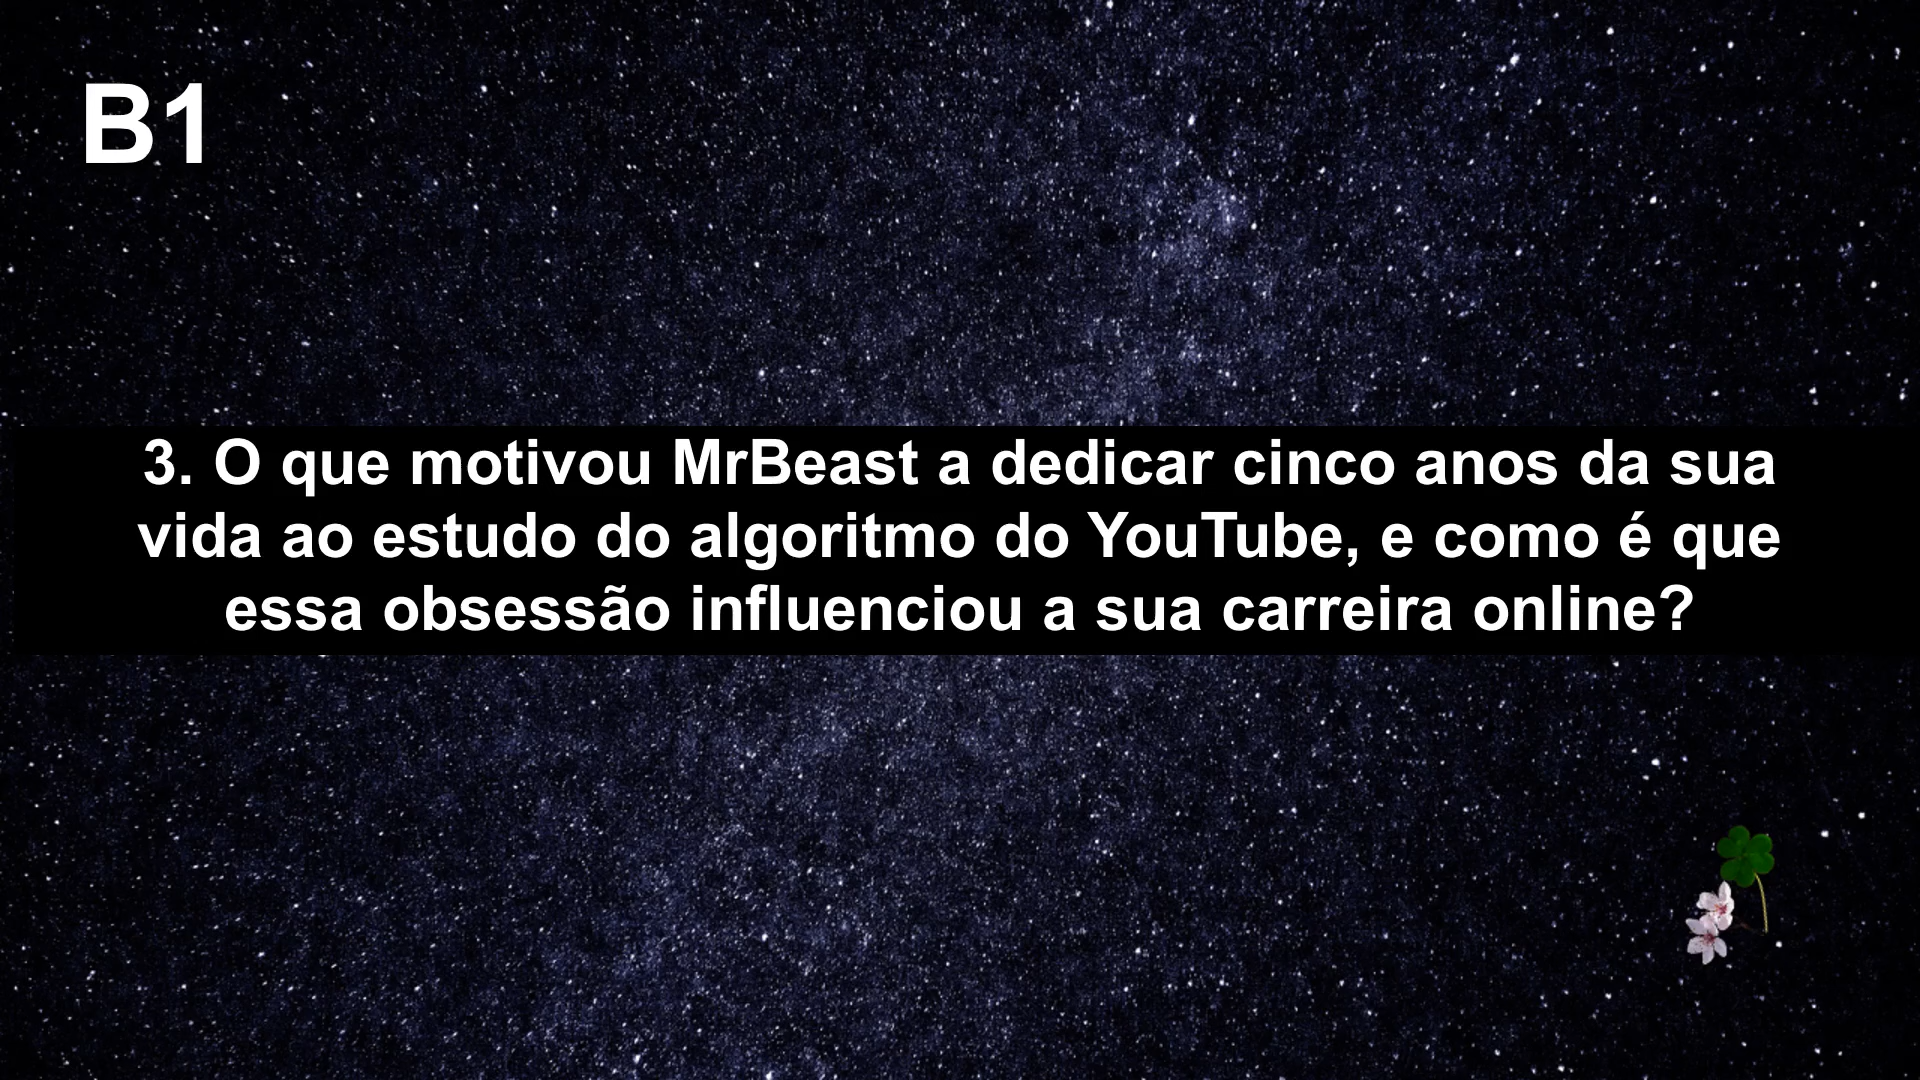 B1
3. O que motivou MrBeast a dedicar cinco anos da sua
vida ao estudo do algoritmo do YouTube, e como é que
essa obsessão influenciou a sua carreira online?